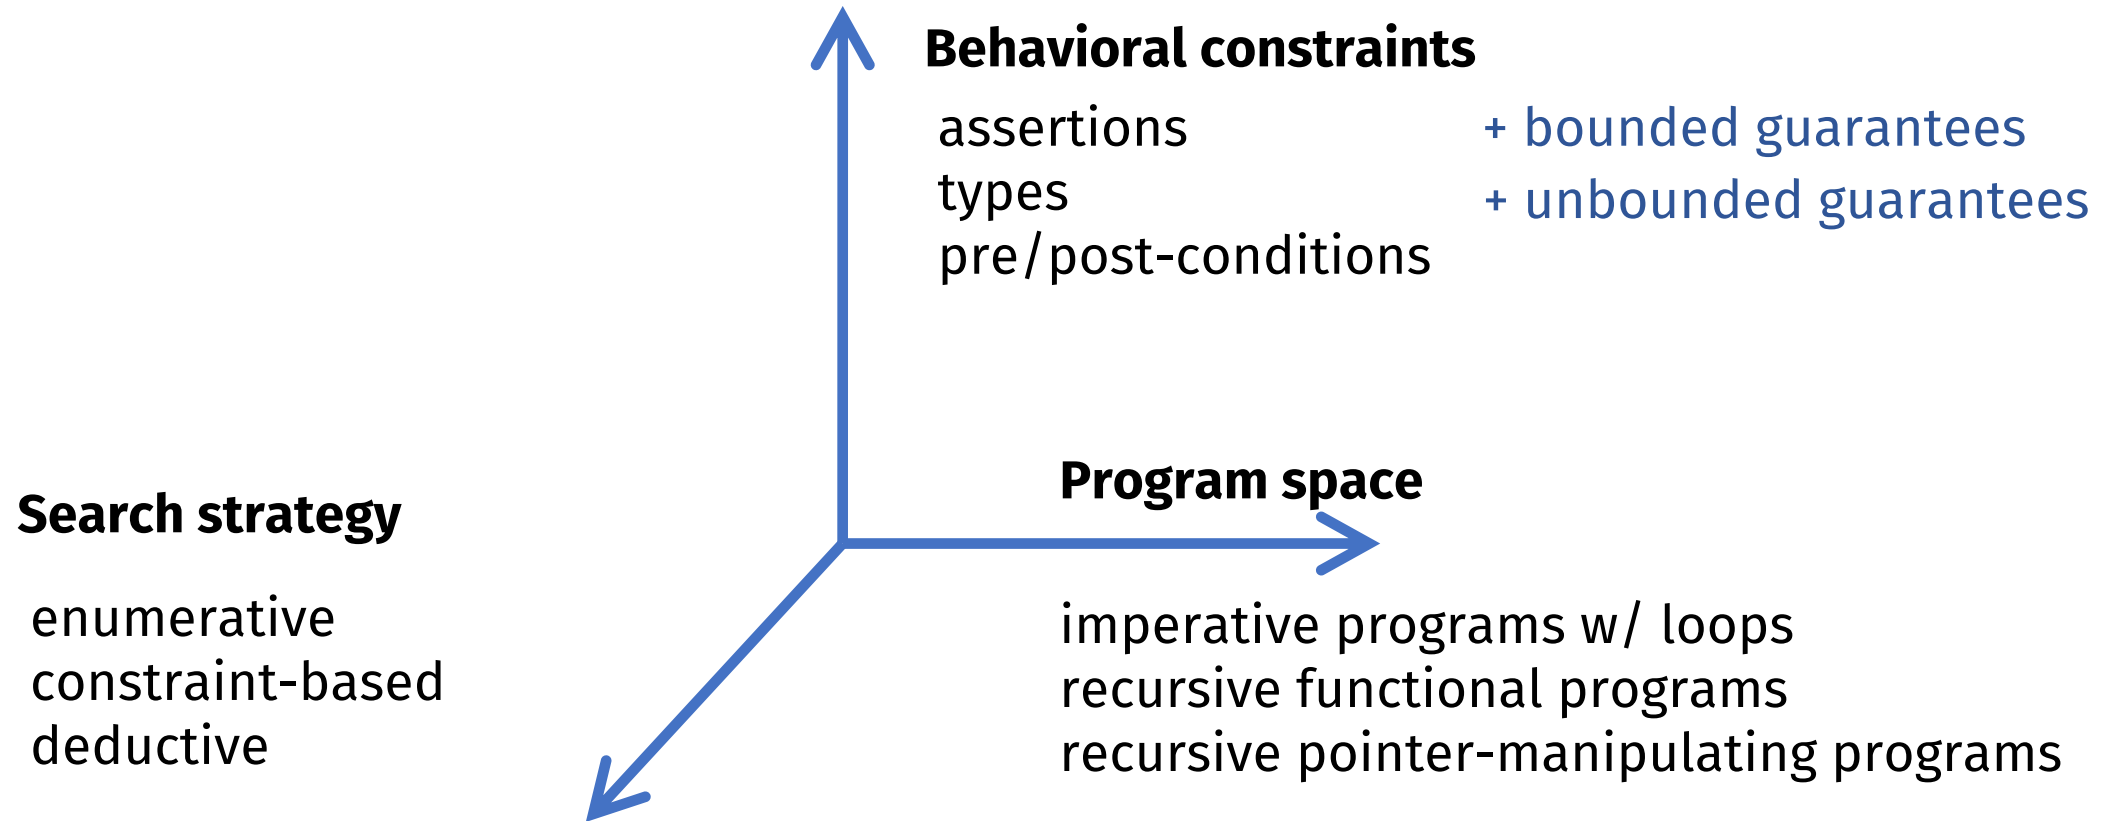 Behavioral constraints
assertions + bounded guarantees
types + unbounded guarantees
pre/post-conditions
Program space
imperative programs w/ loops
recursive functional programs
recursive pointer-manipulating programs
Search strategy
enumerative
constraint-based
deductive